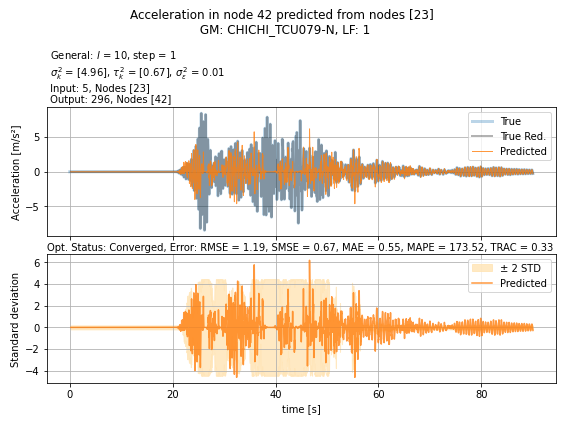 Acceleration in node 42 predicted from nodes [23]
GM: CHICHI_TCU079-N, LF: 1
General: l = 10, step = 1
σ²ₖ = [4.96], τ²ₖ = [0.67], σ²ε = 0.01
Input: 5, Nodes [23]
Output: 296, Nodes [42]
Acceleration [m/s²]
5
0
−5
True
True Red.
Predicted
Opt. Status: Converged, Error: RMSE = 1.19, SMSE = 0.67, MAE = 0.55, MAPE = 173.52, TRAC = 0.33
Standard deviation
6
4
2
0
−2
−4
± 2 STD
Predicted
0 20 40 60 80
time [s]